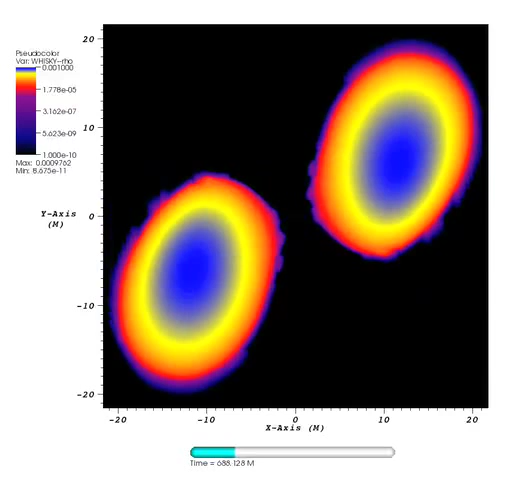 Pseudocolor
Var: WHISKY-rho
0.001000
1.778e-05
3.162e-07
5.623e-09
1.000e-10
Max: 0.0009762
Min: 8.675e-11
20
10
0
-10
-20
Y-Axis
(M)
-20 -10 0 10 20
X-Axis (M)
Time = 688.128 M